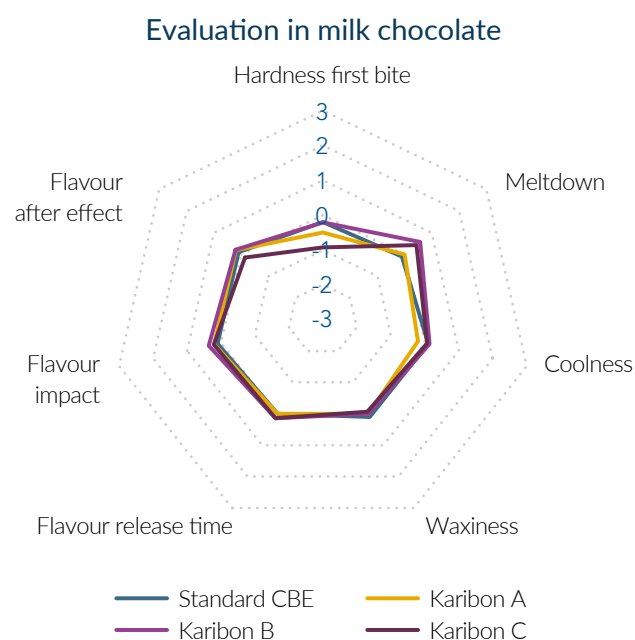 Evaluation in milk chocolate
Hardness first bite
3
2
1
0
-1
-2
-3
Flavour
after effect
Meltdown
Flavour
impact
Coolness
Flavour release time
Waxiness
Standard CBE
Karibon A
Karibon B
Karibon C